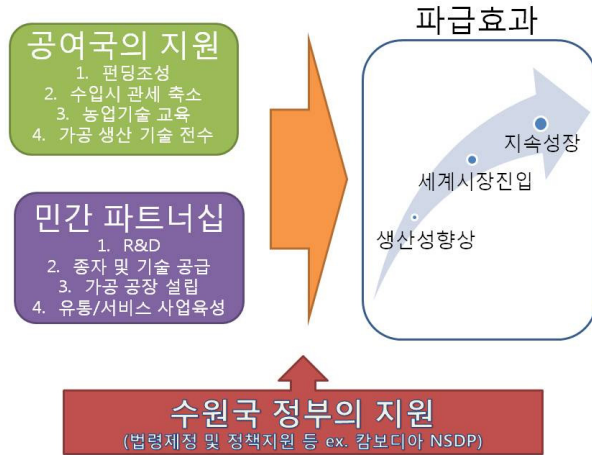 공여국의 지원
1. 펀딩조성
2. 수입시 관세 축소
3. 농업기술 교육
4. 가공 생산 기술 전수
민간 파트너십
1. R&D
2. 종자 및 기술 공급
3. 가공 공장 설립
4. 유통/서비스 사업육성
파급효과
지속성장
세계시장진입
생산성향상
수원국 정부의 지원
(법령제정 및 정책지원 등 ex. 캄보디아 NSDP)